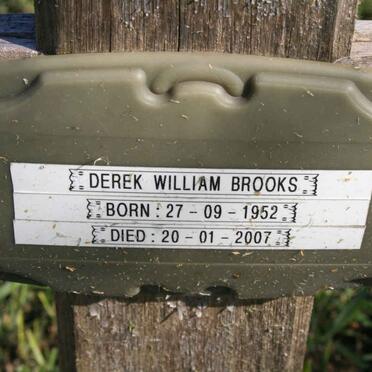 DEREK WILLIAM BROOKS
BORN : 27 - 09 - 1952
DIED : 20 - 01 - 2007